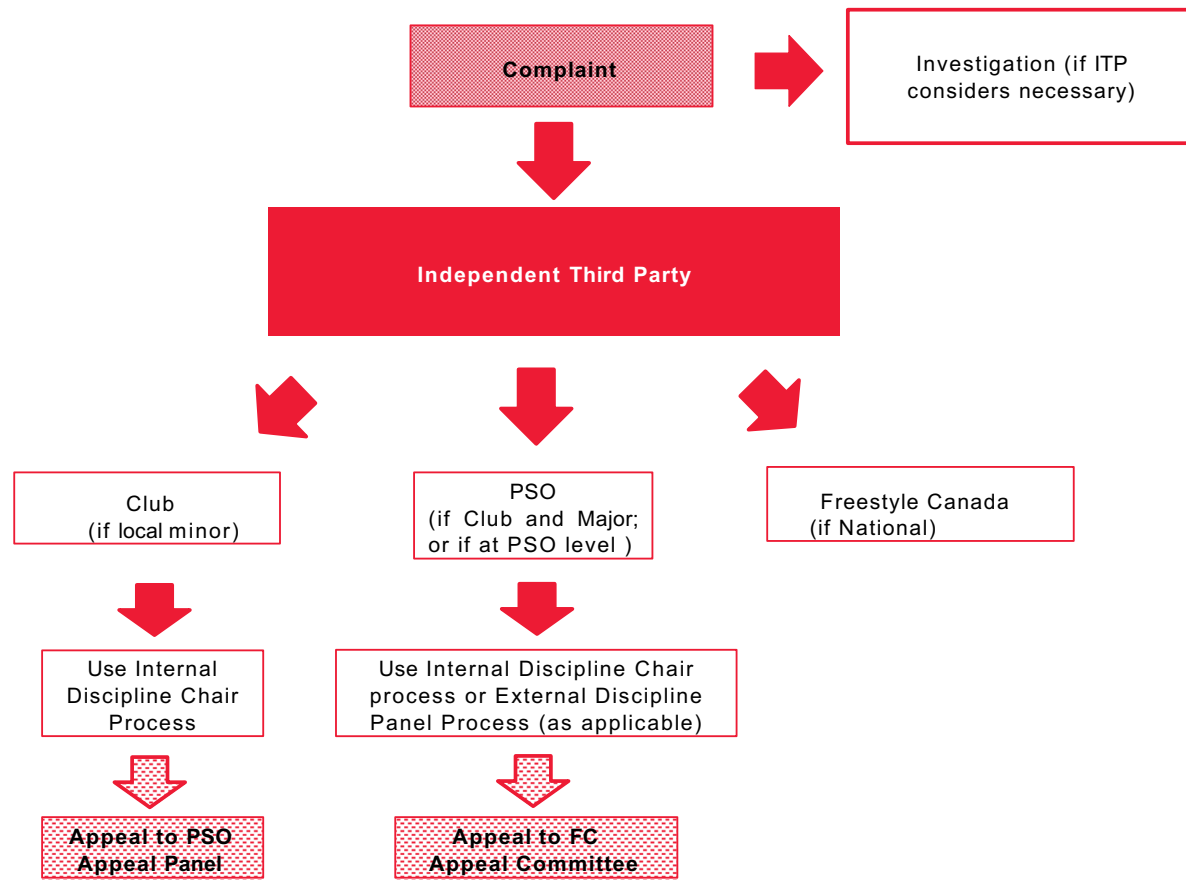 Complaint
Investigation (if ITP
considers necessary)
Independent Third Party
Club
(if local minor)
PSO
(if Club and Major;
or if at PSO level )
Freestyle Canada
(if National)
Use Internal
Discipline Chair
Process
Use Internal Discipline Chair
process or External Discipline
Panel Process (as applicable)
Appeal to PSO
Appeal Panel
Appeal to FC
Appeal Committee